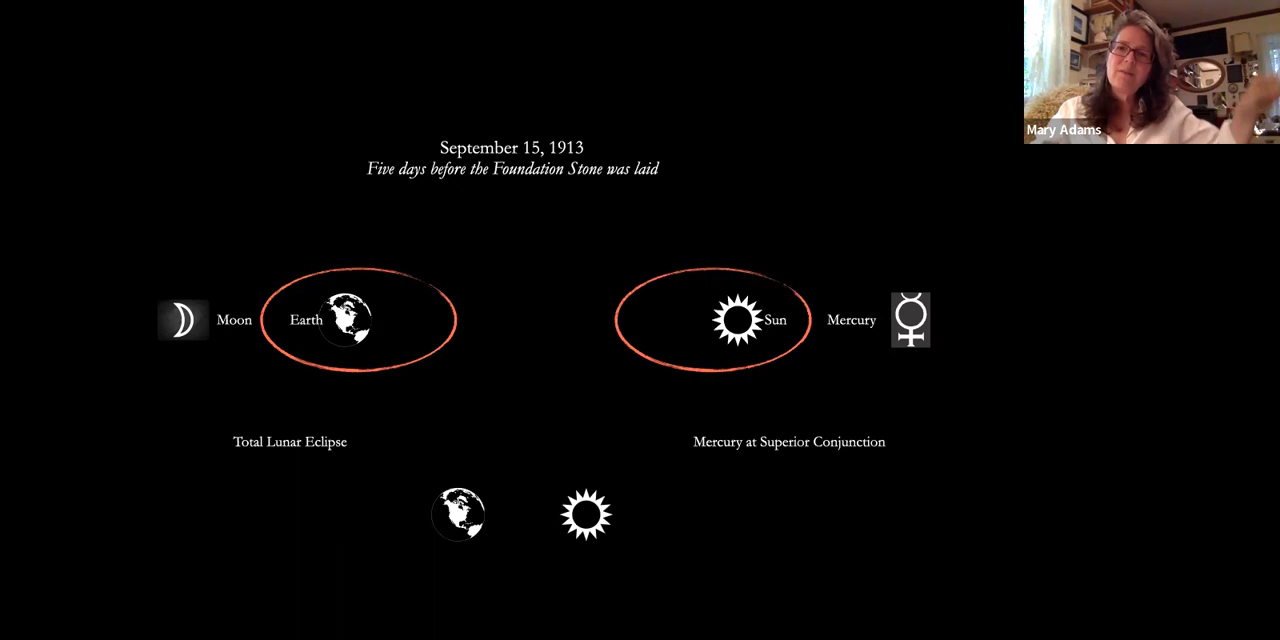 Mary Adams
September 15, 1913
Five days before the Foundation Stone was laid
Moon
Earth
Sun
Mercury
Total Lunar Eclipse
Mercury at Superior Conjunction